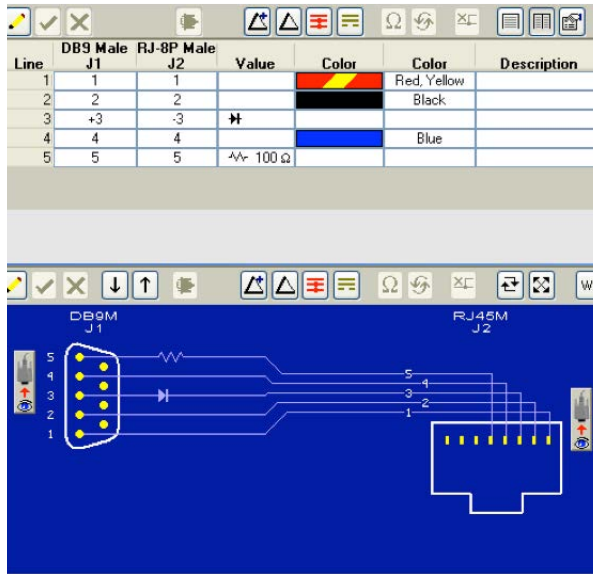 DB9 Male RJ-8P Male
Line J1 J2 Value Color Color Description
1 1 1 Red, Yellow
2 2 2 Black
3 +3 -3
4 4 4 Blue
5 5 5 100 Ω
Ω
W
DB9M RJ45M
J1 J2
5
4
3
2
1
5
4
3
2
1